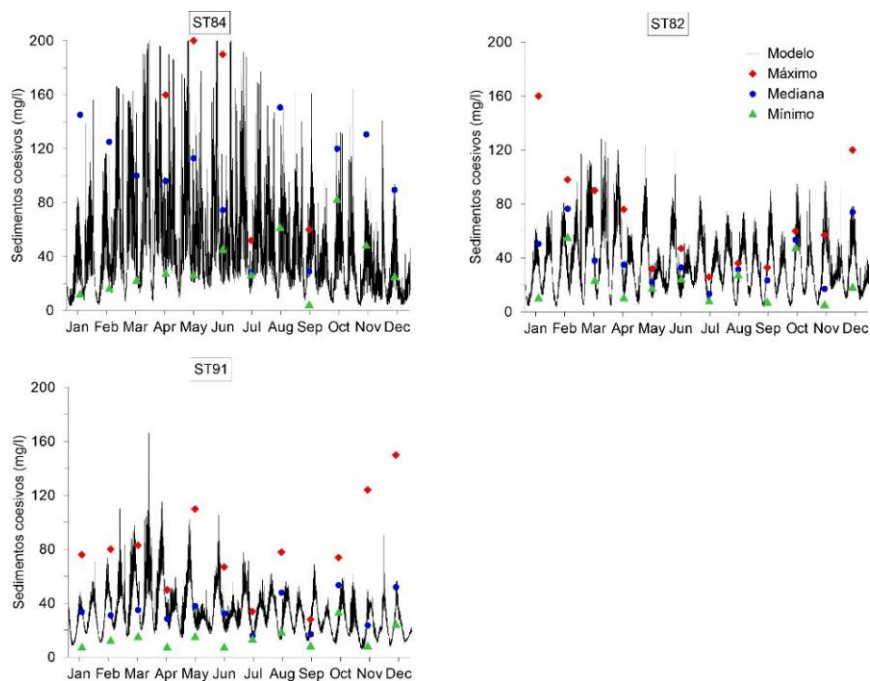 ST84
Sedimentos coesivos (mg/l)
200
160
120
80
40
0
Jan Feb Mar Apr May Jun Jul Aug Sep Oct Nov Dec
ST82
Modelo
Máximo
Mediana
Mínimo
Sedimentos coesivos (mg/l)
200
160
120
80
40
0
Jan Feb Mar Apr May Jun Jul Aug Sep Oct Nov Dec
ST91
Sedimentos coesivos (mg/l)
200
160
120
80
40
0
Jan Feb Mar Apr May Jun Jul Aug Sep Oct Nov Dec